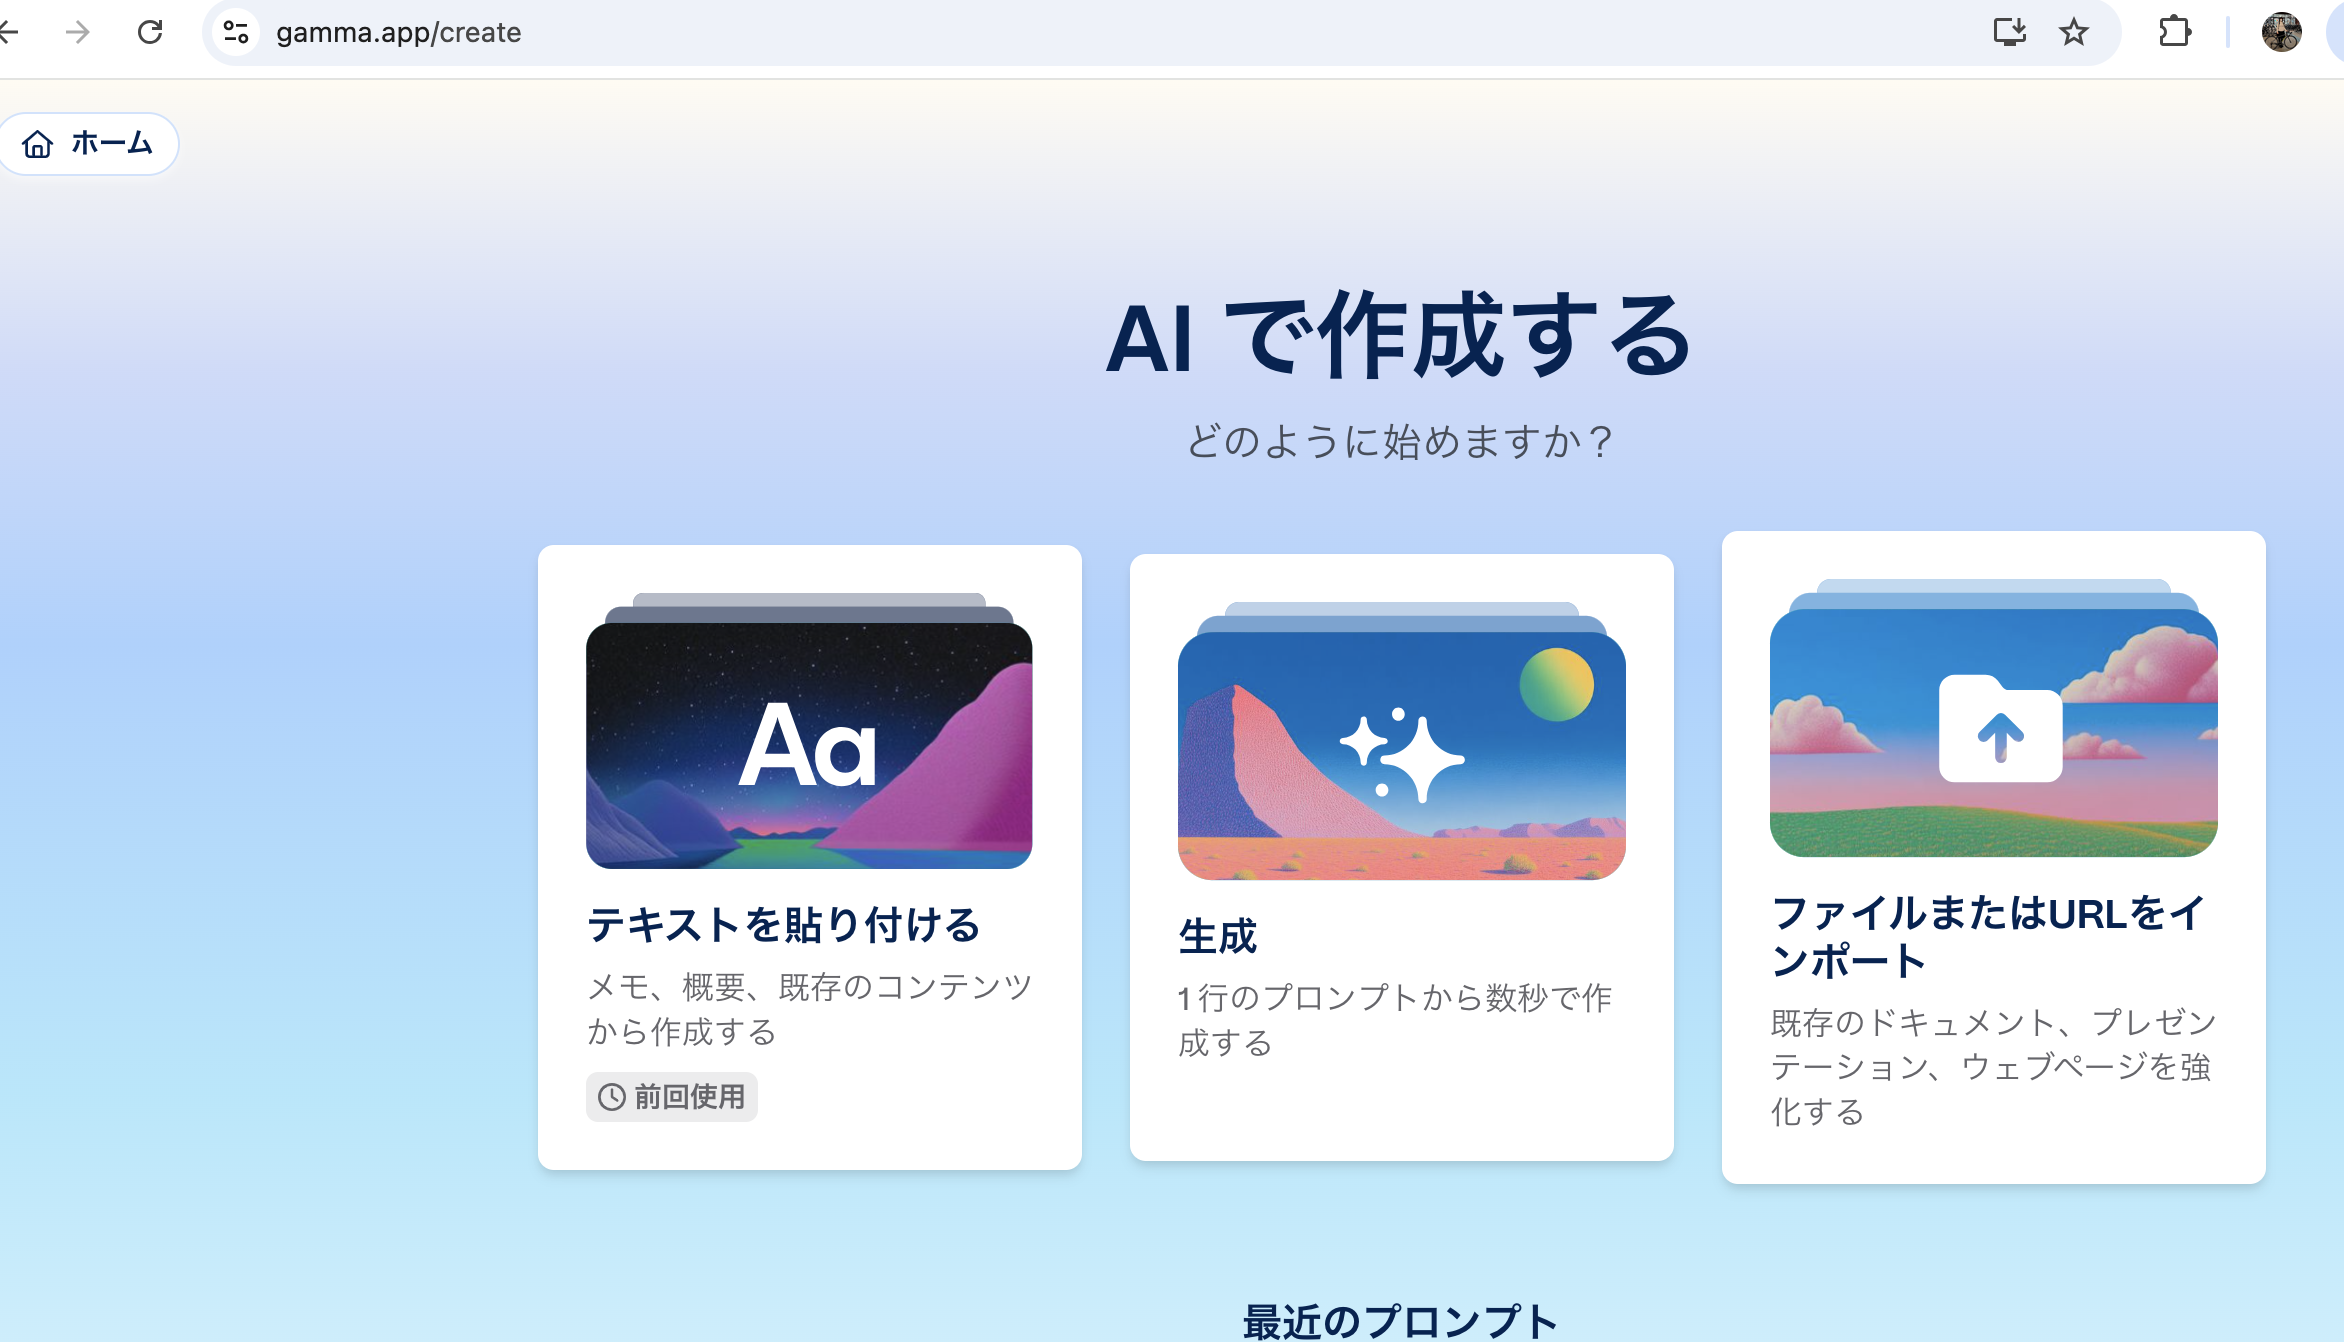 gamma.app/create
ホーム
AI で作成する
どのように始めますか？
Aa
テキストを貼り付ける
メモ、概要、既存のコンテンツ
から作成する
前回使用
生成
1 行のプロンプトから数秒で作
成する
ファイルまたはURLをイ
ンポート
既存のドキュメント、プレゼン
テーション、ウェブページを強
化する
最近のプロンプト